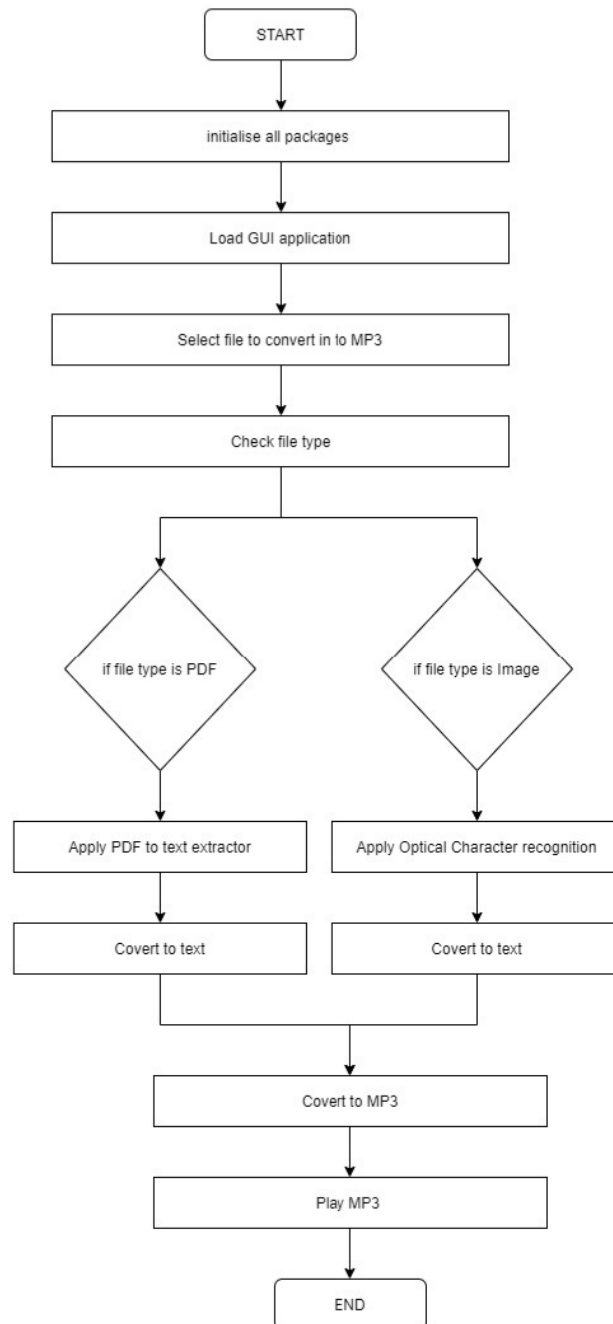 START
initialise all packages
Load GUI application
Select file to convert in to MP3
Check file type
if file type is PDF
if file type is Image
Apply PDF to text extractor
Apply Optical Character recognition
Covert to text
Covert to text
Covert to MP3
Play MP3
END